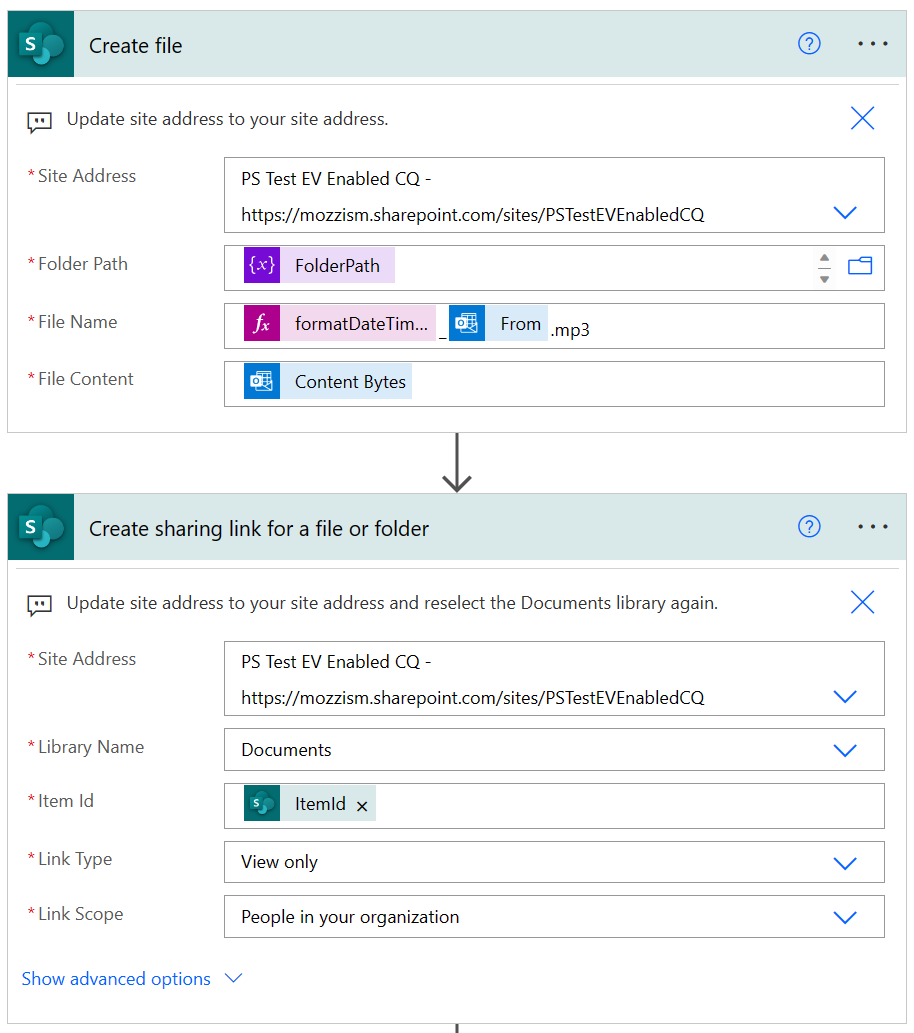 S
Create file
?
...
Update site address to your site address.
* Site Address
PS Test EV Enabled CQ -
https://mozzism.sharepoint.com/sites/PSTestEVEnabledCQ
* Folder Path
{x} FolderPath
* File Name
fx formatDateTim... _ From .mp3
* File Content
Content Bytes
S
Create sharing link for a file or folder
?
...
Update site address to your site address and reselect the Documents library again.
* Site Address
PS Test EV Enabled CQ -
https://mozzism.sharepoint.com/sites/PSTestEVEnabledCQ
* Library Name
Documents
* Item Id
S ItemId ×
* Link Type
View only
* Link Scope
People in your organization
Show advanced options